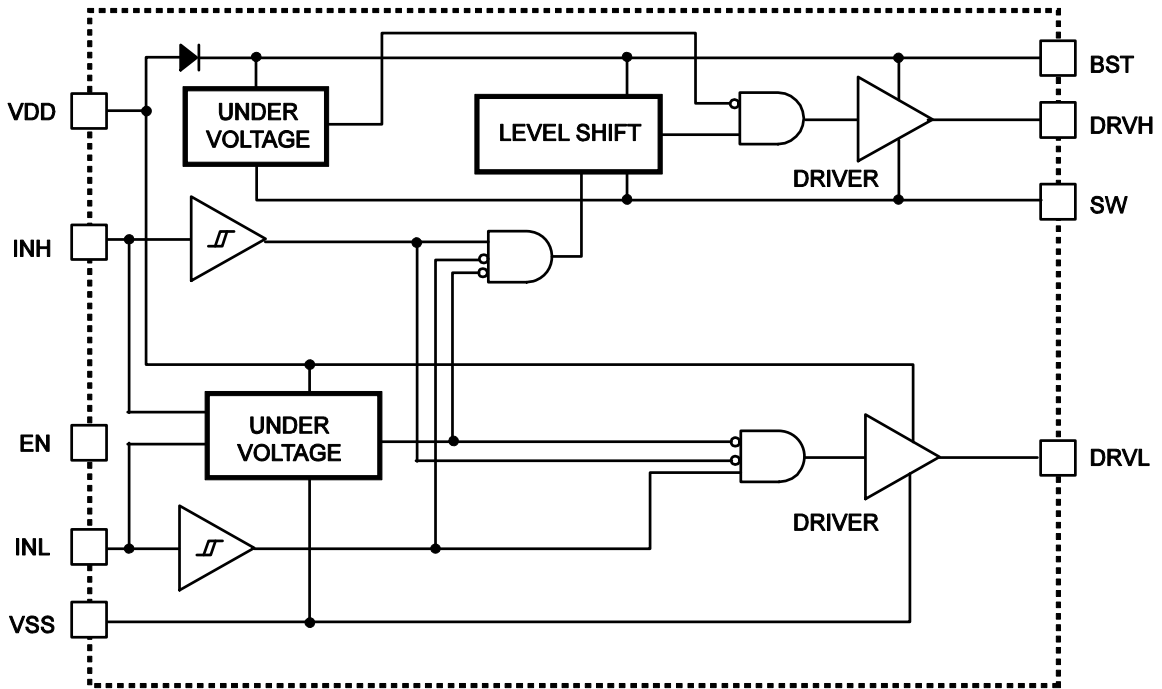 BST
VDD
UNDER
VOLTAGE
LEVEL SHIFT
DRVH
DRIVER
SW
INH
EN
UNDER
VOLTAGE
DRVL
DRIVER
INL
VSS